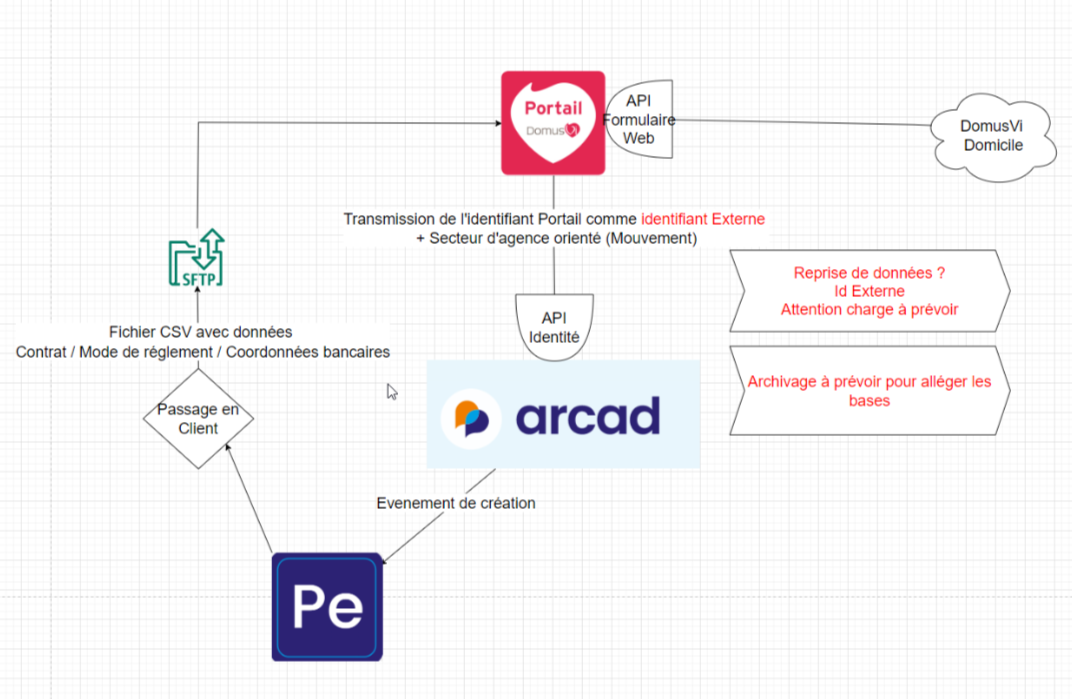 Portail
DomusVi
API
Formulaire
Web
DomusVi
Domicile
Transmission de l'identifiant Portail comme identifiant Externe
+ Secteur d'agence orienté (Mouvement)
SFTP
Reprise de données ?
Id Externe
Attention charge à prévoir
API
Identité
Fichier CSV avec données
Contrat / Mode de réglement / Coordonnées bancaires
Archivage à prévoir pour alléger les
bases
Passage en
Client
arcad
Evenement de création
Pe